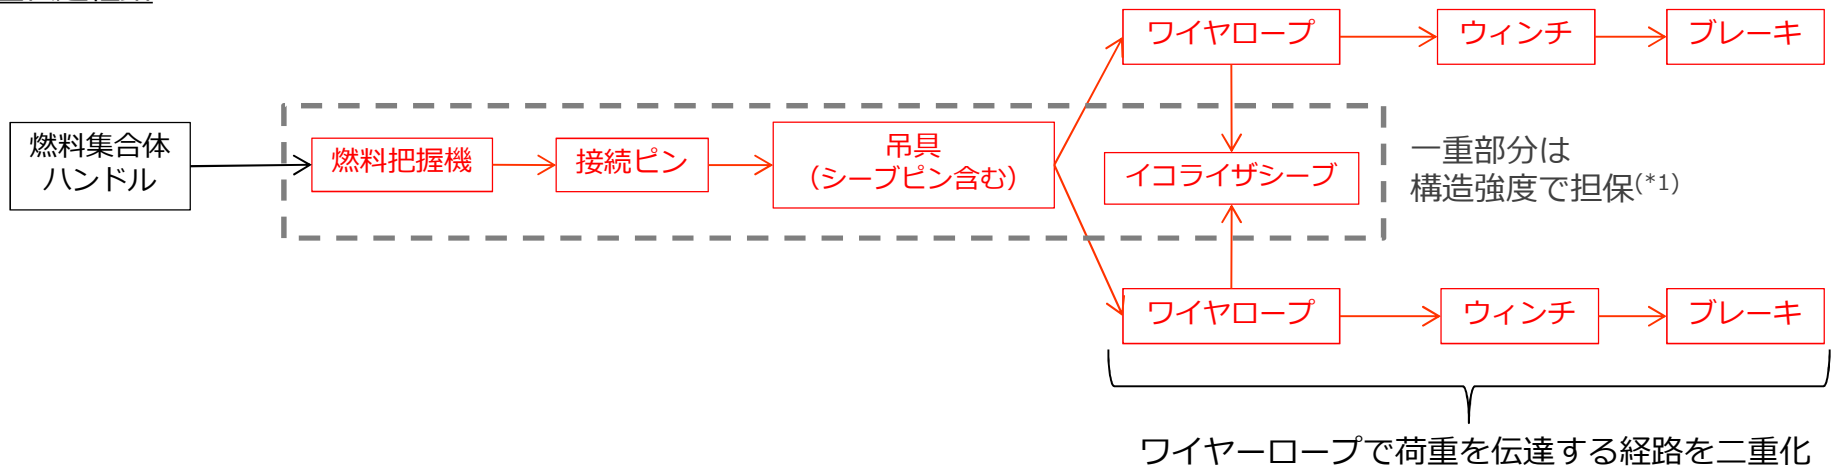 ワイヤロープ
ウィンチ
ブレーキ
燃料集合体
ハンドル
燃料把握機
接続ピン
吊具
（シーブピン含む）
イコライザシーブ
一重部分は
構造強度で担保(*1)
ワイヤロープ
ウィンチ
ブレーキ
ワイヤーロープで荷重を伝達する経路を二重化